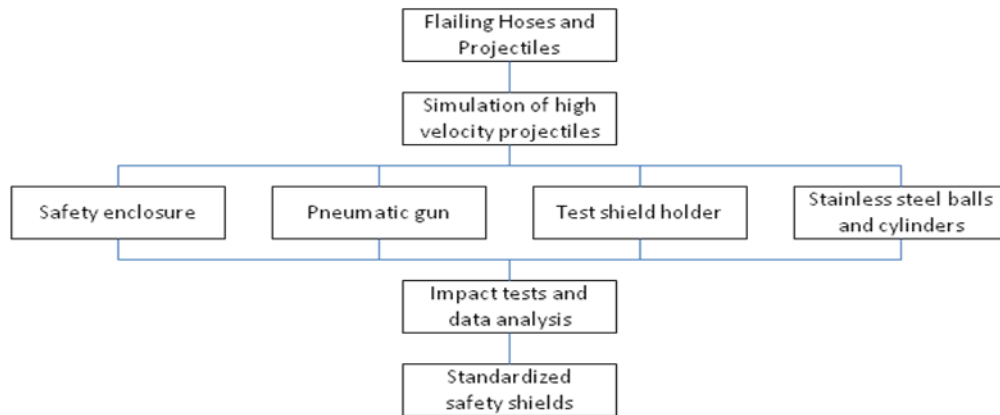 Flailing Hoses and
Projectiles
Simulation of high
velocity projectiles
Safety enclosure
Pneumatic gun
Test shield holder
Stainless steel balls
and cylinders
Impact tests and
data analysis
Standardized
safety shields